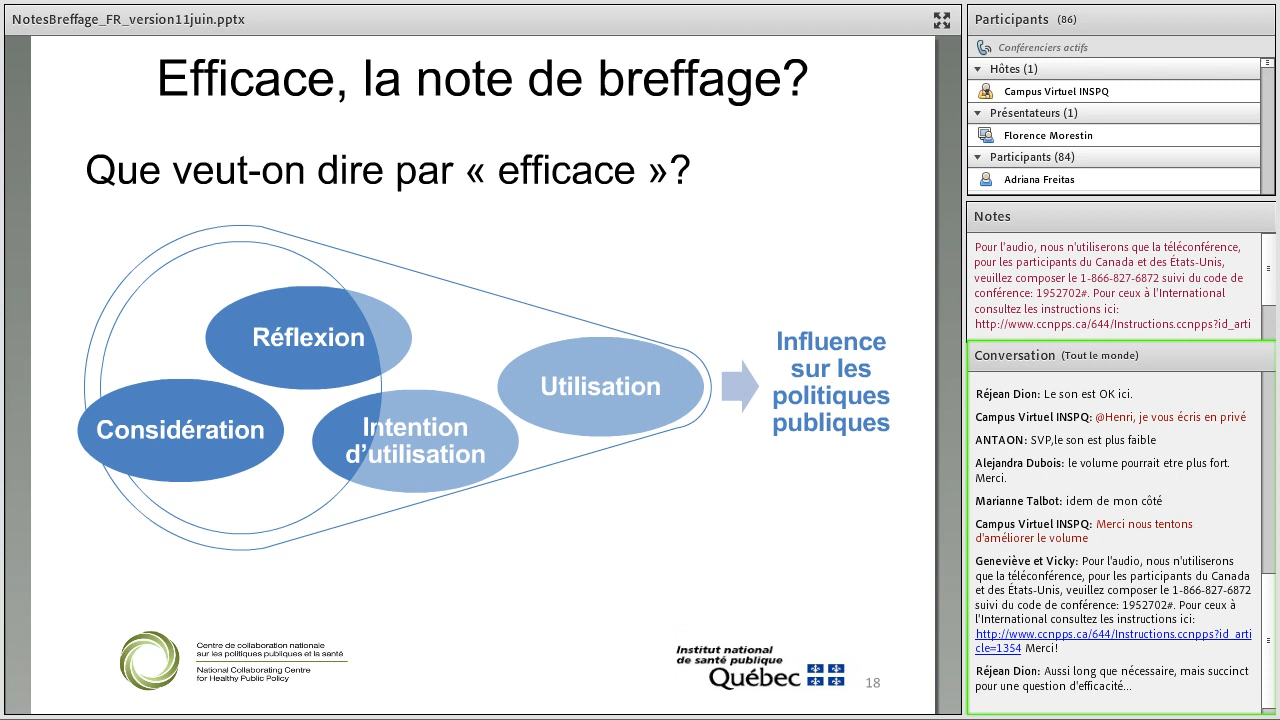 NotesBreffage_FR_version11juin.pptx
Efficace, la note de breffage?
Que veut-on dire par « efficace »?
Réflexion
Considération
Intention
d’utilisation
Utilisation
Influence
sur les
politiques
publiques
Centre de collaboration nationale
sur les politiques publiques et la santé
National Collaborating Centre
for Healthy Public Policy
Institut national
de santé publique
Québec
18
Participants (86)
Conférenciers actifs
Hôtes (1)
Campus Virtuel INSPQ
Présentateurs (1)
Florence Morestin
Participants (84)
Adriana Freitas
Notes
Pour l'audio, nous n'utiliserons que la téléconférence,
pour les participants du Canada et des États-Unis,
veuillez composer le 1-866-827-6872 suivi du code de
conférence: 1952702#. Pour ceux à l'International
consultez les instructions ici:
http://www.ccnpps.ca/644/Instructions.ccnpps?id_arti
Conversation (Tout le monde)
Réjean Dion: Le son est OK ici.
Campus Virtuel INSPQ: @Henri, je vous écris en privé
ANTAON: SVP,le son est plus faible
Alejandra Dubois: le volume pourrait etre plus fort.
Merci.
Marianne Talbot: idem de mon côté
Campus Virtuel INSPQ: Merci nous tentons
d'améliorer le volume
Geneviève et Vicky: Pour l'audio, nous n'utiliserons
que la téléconférence, pour les participants du Canada
et des États-Unis, veuillez composer le 1-866-827-6872
suivi du code de conférence: 1952702#. Pour ceux à
l'International consultez les instructions ici:
http://www.ccnpps.ca/644/Instructions.ccnpps?id_arti
cle=1354 Merci!
Réjean Dion: Aussi long que nécessaire, mais succinct
pour une question d'efficacité...